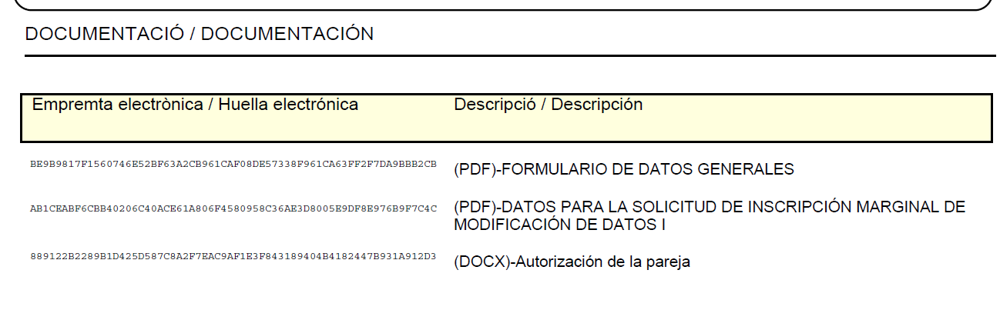 DOCUMENTACIÓ / DOCUMENTACIÓN
Empremta electrònica / Huella electrónica Descripció / Descripción
BE9B9817F1560746E52BF63A2CB961CAF08DE57338F961CA63FF2F7DA9BBB2CB (PDF)-FORMULARIO DE DATOS GENERALES
AB1CEABF6CBB40206C40ACE61A806F4580958C36AE3D8005E9DF8E976B9F7C4C (PDF)-DATOS PARA LA SOLICITUD DE INSCRIPCIÓN MARGINAL DE
MODIFICACIÓN DE DATOS I
889122B2289B1D425D587C8A2F7EAC9AF1E3F843189404B4182447B931A912D3 (DOCX)-Autorización de la pareja